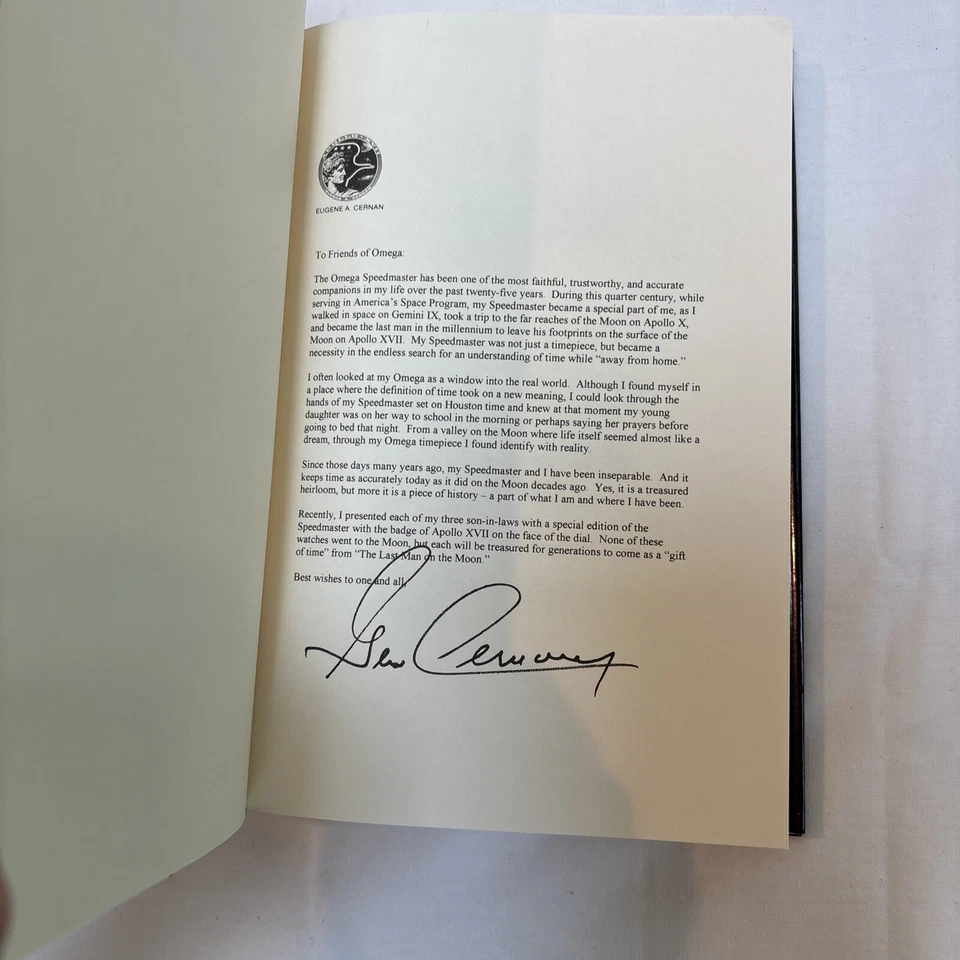 EUGENE A. CERNAN
To Friends of Omega:
The Omega Speedmaster has been one of the most faithful, trustworthy, and accurate
companions in my life over the past twenty-five years. During this quarter century, while
serving in America's Space Program, my Speedmaster became a special part of me, as I
walked in space on Gemini IX, took a trip to the far reaches of the Moon on Apollo X,
and became the last man in the millennium to leave his footprints on the surface of the
Moon on Apollo XVII. My Speedmaster was not just a timepiece, but became a
necessity in the endless search for an understanding of time while “away from home.”
I often looked at my Omega as a window into the real world. Although I found myself in
a place where the definition of time took on a new meaning, I could look through the
hands of my Speedmaster set on Houston time and knew at that moment my young
daughter was on her way to school in the morning or perhaps saying her prayers before
going to bed that night. From a valley on the Moon where life itself seemed almost like a
dream, through my Omega timepiece I found identify with reality.
Since those days many years ago, my Speedmaster and I have been inseparable. And it
keeps time as accurately today as it did on the Moon decades ago. Yes, it is a treasured
heirloom, but more it is a piece of history – a part of what I am and where I have been.
Recently, I presented each of my three son-in-laws with a special edition of the
Speedmaster with the badge of Apollo XVII on the face of the dial. None of these
watches went to the Moon, but each will be treasured for generations to come as a “gift
of time” from “The Last Man on the Moon.”
Best wishes to one and all,
Gene Cernan